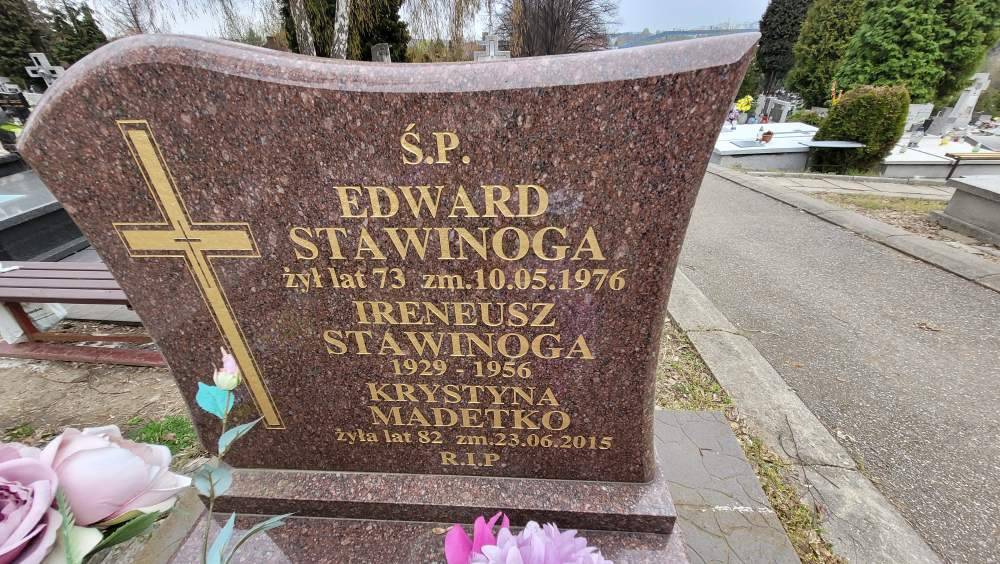 Ś.P.
EDWARD
STAWINOGA
żył lat 73 zm.10.05.1976
IRENEUSZ
STAWINOGA
1929 - 1956
KRYSTYNA
MADETKO
żyła lat 82 zm.23.06.2015
R.I.P